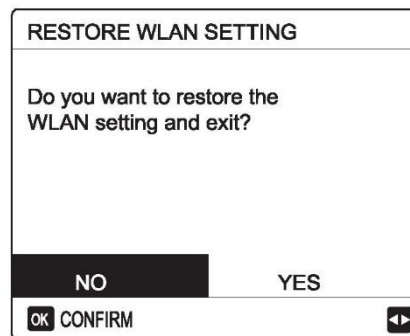 RESTORE WLAN SETTING
Do you want to restore the
WLAN setting and exit?
NO YES
OK CONFIRM